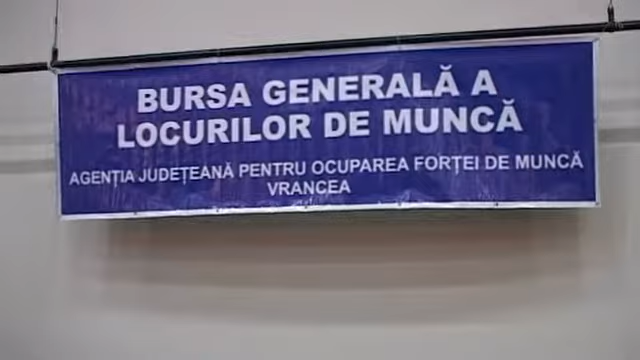 BURSA GENERALĂ A
LOCURILOR DE MUNCĂ
AGENȚIA JUDEȚEANĂ PENTRU OCUPAREA FORȚEI DE MUNCĂ
VRANCEA